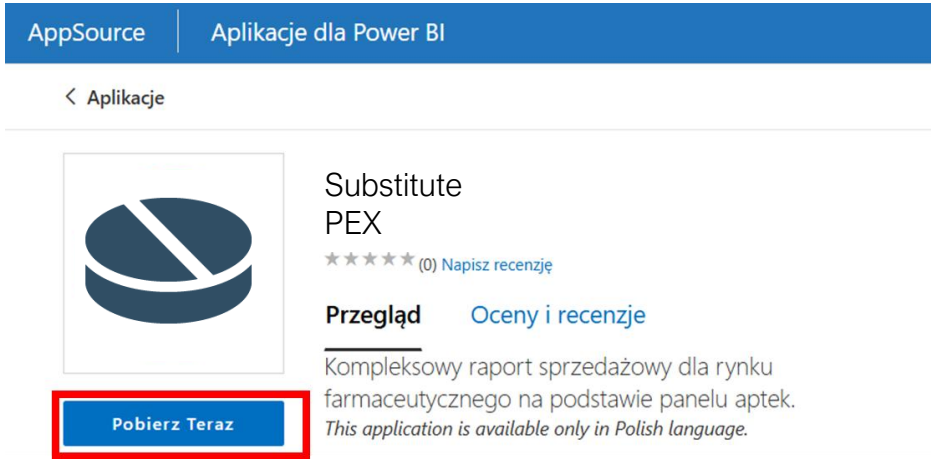 AppSource
Aplikacje dla Power BI
< Aplikacje
Substitute
PEX
(0) Napisz recenzję
Przegląd
Oceny i recenzje
Kompleksowy raport sprzedażowy dla rynku
farmaceutycznego na podstawie panelu aptek.
This application is available only in Polish language.
Pobierz Teraz